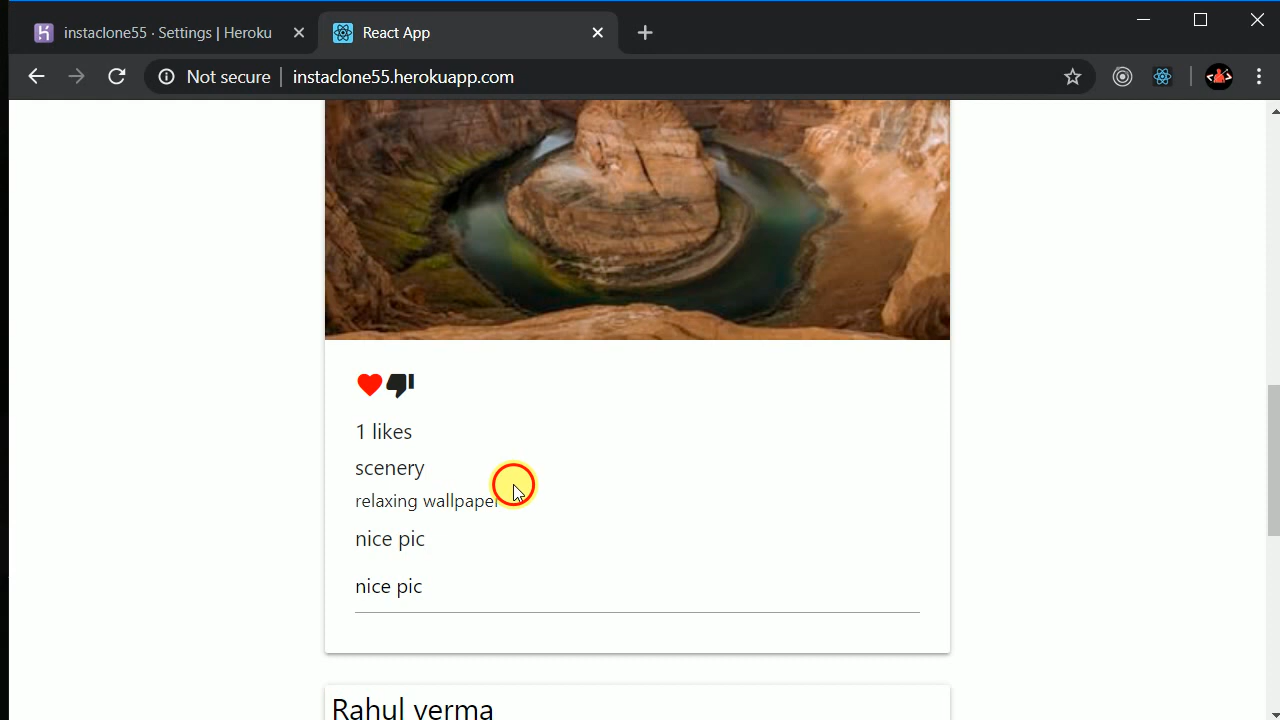 instaclone55 · Settings | Heroku
React App
Not secure
instaclone55.herokuapp.com
1 likes
scenery
relaxing wallpaper
nice pic
nice pic
Rahul verma